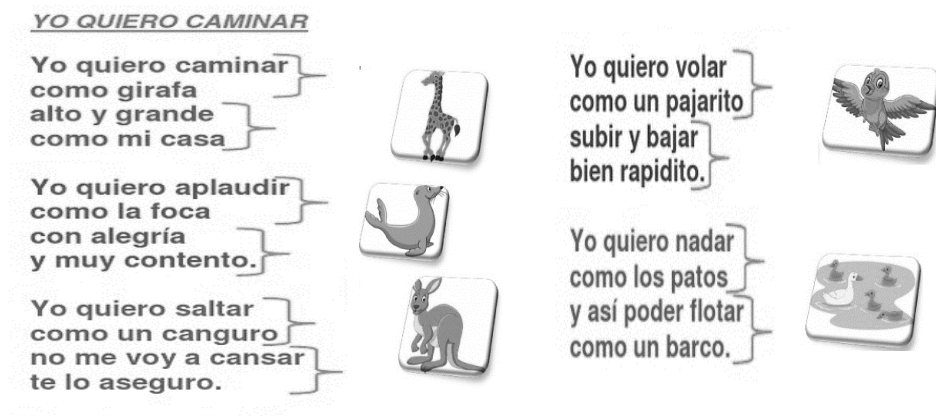 YO QUIERO CAMINAR
Yo quiero caminar
como girafa
alto y grande
como mi casa
Yo quiero aplaudir
como la foca
con alegría
y muy contento.
Yo quiero saltar
como un canguro
no me voy a cansar
te lo aseguro.
Yo quiero volar
como un pajarito
subir y bajar
bien rapidito.
Yo quiero nadar
como los patos
y así poder flotar
como un barco.